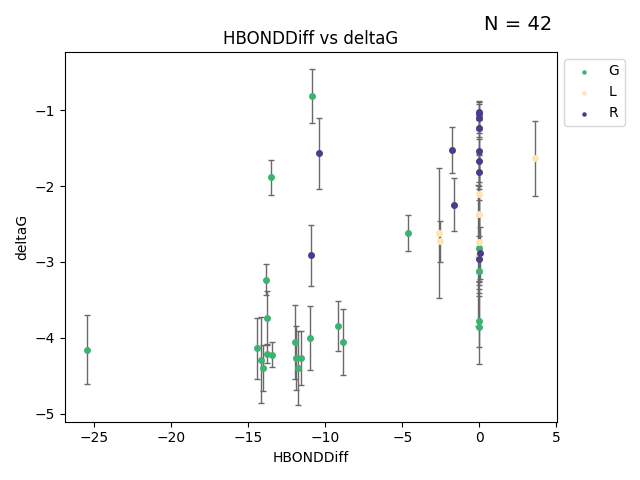 N = 42
HBONDDiff vs deltaG
G
L
R
deltaG
−1
−2
−3
−4
−5
−25
−20
−15
−10
−5
0
5
HBONDDiff